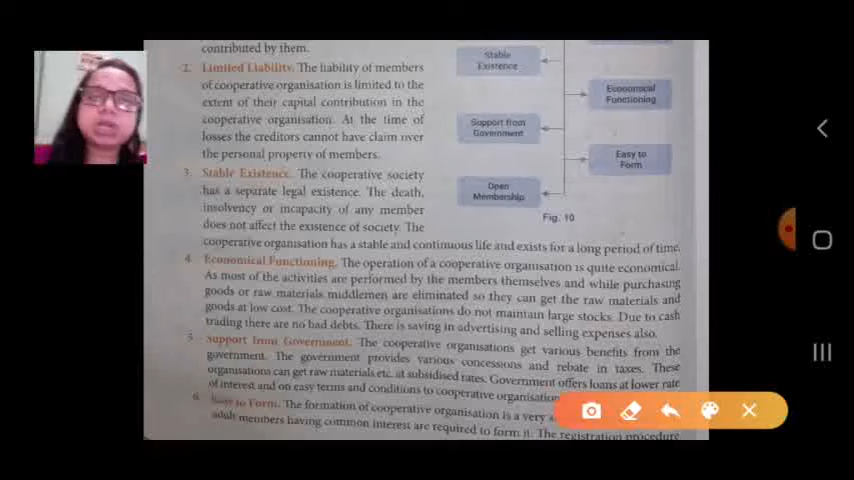 contributed by them.
2. Limited Liability. The liability of members
of cooperative organisation is limited to the
extent of their capital contribution in the
cooperative organisation. At the time of
losses the creditors cannot have claim over
the personal property of members.
3. Stable Existence. The cooperative society
has a separate legal existence. The death,
insolvency or incapacity of any member
does not affect the existence of society. The
cooperative organisation has a stable and continuous life and exists for a long period of time.
4. Economical Functioning. The operation of a cooperative organisation is quite economical.
As most of the activities are performed by the members themselves and while purchasing
goods or raw materials middlemen are eliminated so they can get the raw materials and
goods at low cost. The cooperative organisations do not maintain large stocks. Due to cash
trading there are no bad debts. There is saving in advertising and selling expenses also.
5. Support from Government. The cooperative organisations get various benefits from the
government. The government provides various concessions and rebate in taxes. These
organisations can get raw materials etc. at subsidised rates. Government offers loans at lower rate
of interest and on easy terms and conditions to cooperative organisation
6. Easy to Form. The formation of cooperative organisation is a very
adult members having common interest are required to form it. The registration procedure
Stable
Existence
Economical
Functioning
Support from
Government
Easy to
Form
Open
Membership
Fig. 10